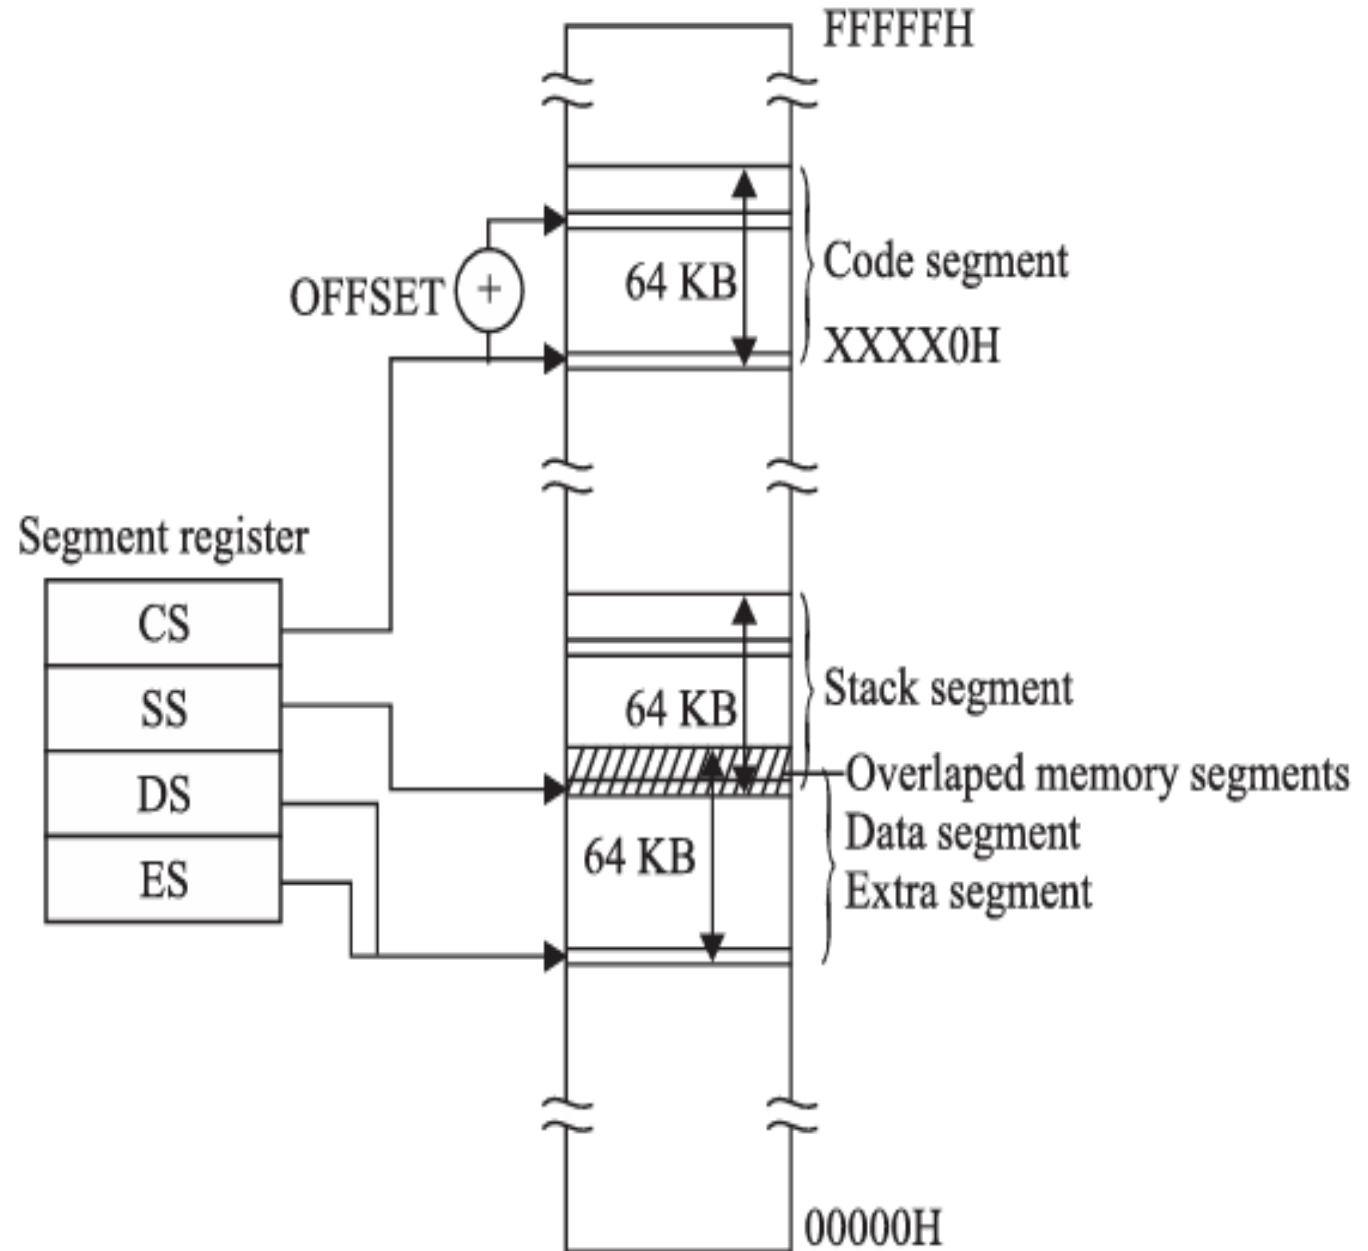 FFFFFH
64 KB
Code segment
OFFSET
+
XXXX0H
Segment register
CS
SS
DS
ES
64 KB
Stack segment
Overlaped memory segments
64 KB
Data segment
Extra segment
00000H